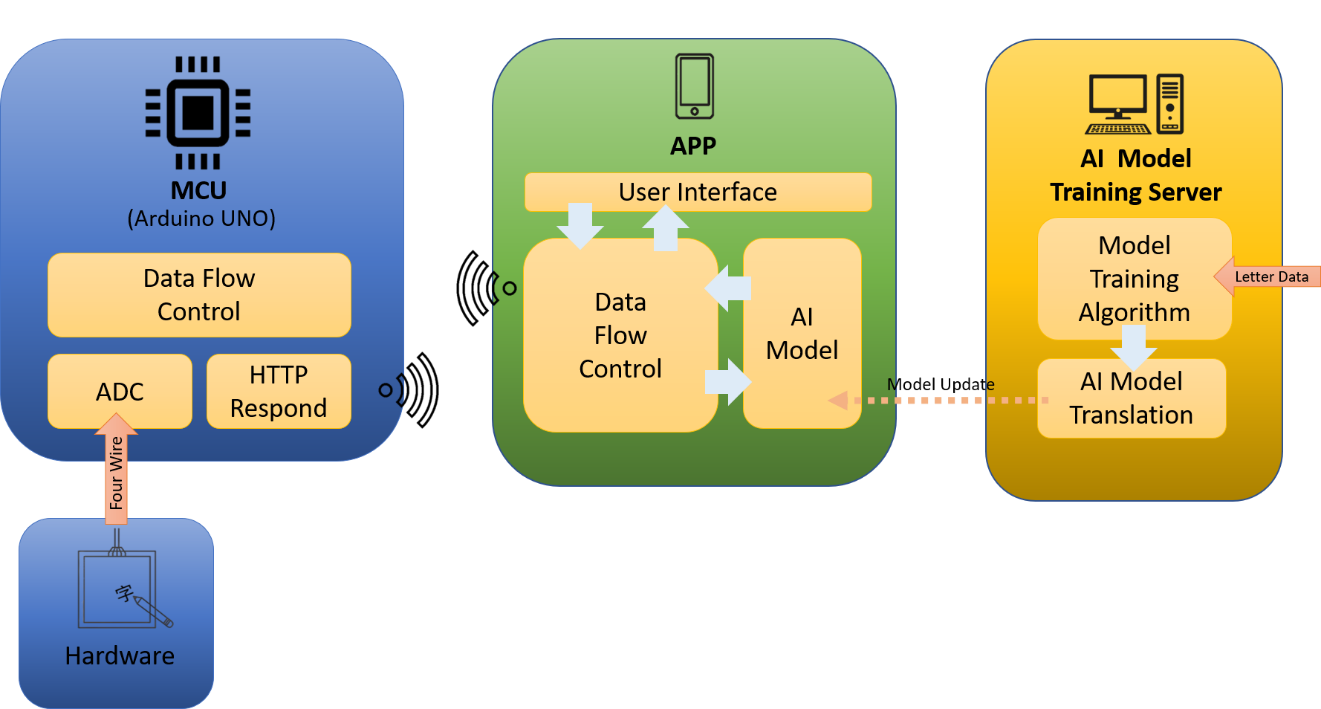 MCU
(Arduino UNO)
Data Flow
Control
ADC
HTTP
Respond
Four Wire
字
Hardware
APP
User Interface
Data
Flow
Control
AI
Model
Model Update
AI Model
Training Server
Model
Training
Algorithm
Letter Data
AI Model
Translation